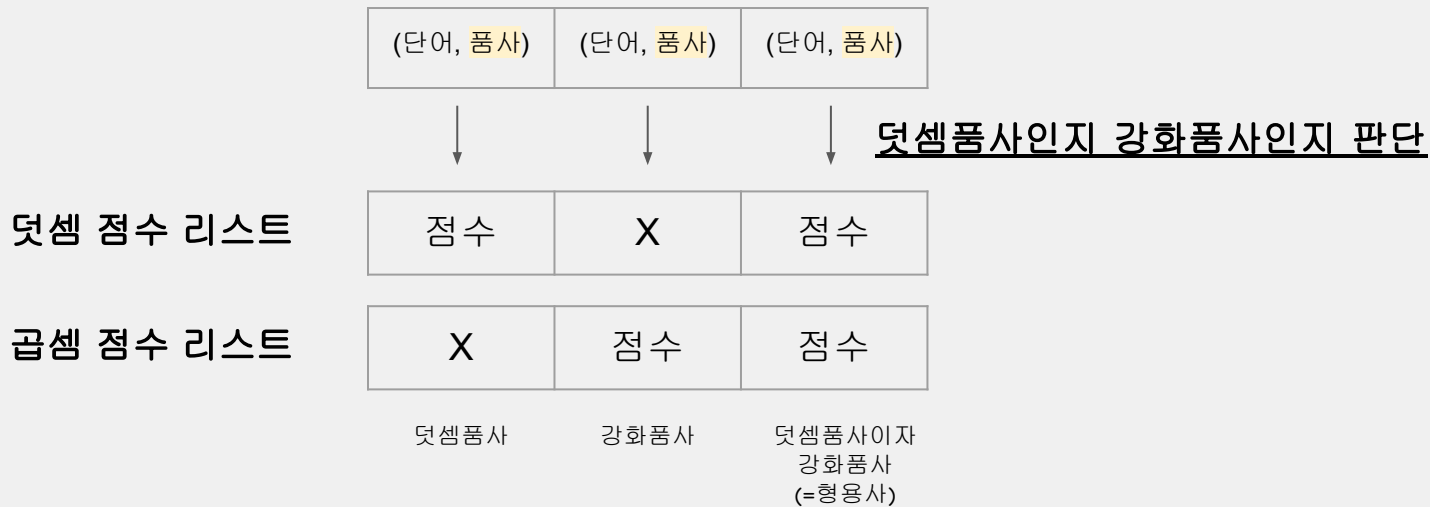 (단어, 품사) (단어, 품사) (단어, 품사)
덧셈품사인지 강화품사인지 판단
덧셈 점수 리스트 점수 X 점수
곱셈 점수 리스트 X 점수 점수
덧셈품사 강화품사 덧셈품사이자
강화품사
(=형용사)